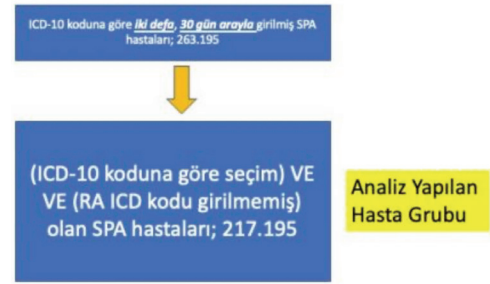 ICD-10 koduna göre iki defa, 30 gün arayla girilmiş SPA
hastaları; 263.195
(ICD-10 koduna göre seçim) VE
VE (RA ICD kodu girilmemiş)
olan SPA hastaları; 217.195
Analiz Yapılan
Hasta Grubu